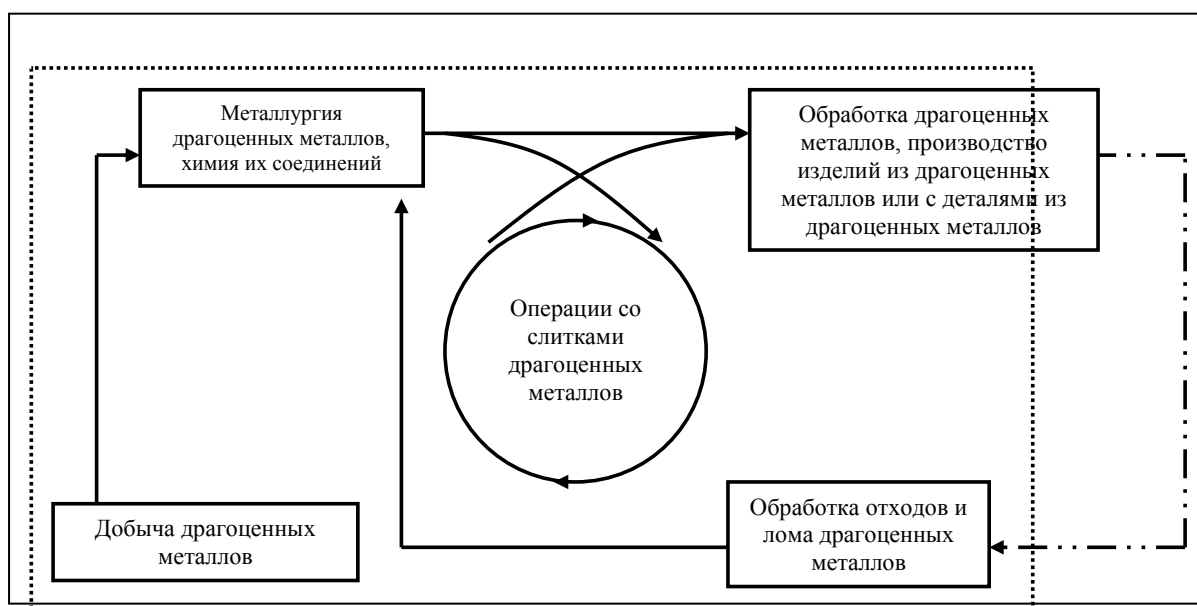 Металлургия
драгоценных металлов,
химия их соединений
Обработка драгоценных
металлов, производство
изделий из драгоценных
металлов или с деталями из
драгоценных металлов
Операции со
слитками
драгоценных
металлов
Добыча драгоценных
металлов
Обработка отходов и
лома драгоценных
металлов